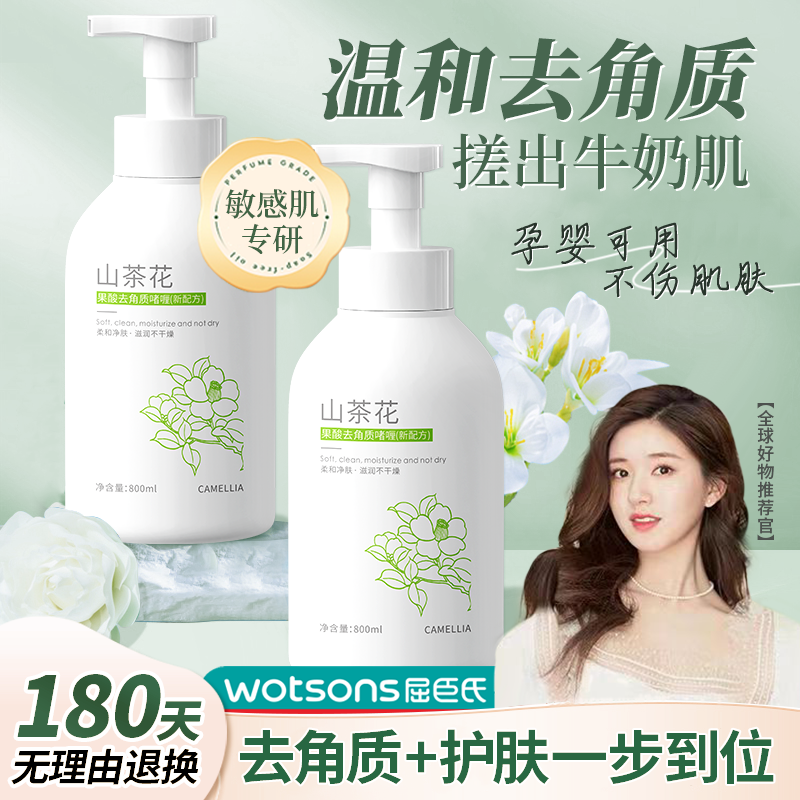 温和去角质
搓出牛奶肌
孕婴可用
不伤肌肤
PERFUME GRADE
敏感肌
专研
Soap-free oil
山茶花
果酸去角质啫喱(新配方)
Soft, clean, moisturize and not dry
柔和净肤·滋润不干燥
净含量:800ml
CAMELLIA
山茶花
果酸去角质啫喱(新配方)
Soft, clean, moisturize and not dry
柔和净肤·滋润不干燥
净含量:800ml
CAMELLIA
【全球好物推荐官】
wotsons屈臣氏
180天
无理由退换
去角质+护肤一步到位